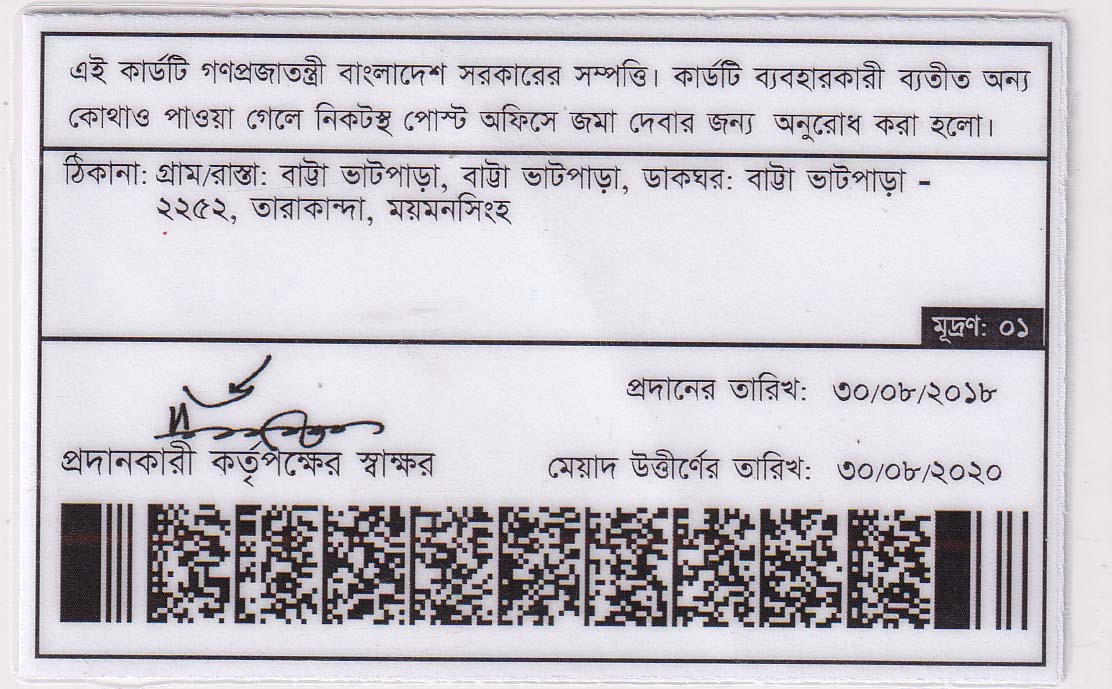 এই কার্ডটি গণপ্রজাতন্ত্রী বাংলাদেশ সরকারের সম্পত্তি। কার্ডটি ব্যবহারকারী ব্যতীত অন্য
কোথাও পাওয়া গেলে নিকটস্থ পোস্ট অফিসে জমা দেবার জন্য অনুরোধ করা হলো।
ঠিকানা: গ্রাম/রাস্তা: বাট্টা ভাটপাড়া, বাট্টা ভাটপাড়া, ডাকঘর: বাট্টা ভাটপাড়া -
২২৫২, তারাকান্দা, ময়মনসিংহ
মূদ্রণ: ০১
প্রদানের তারিখ: ৩০/০৮/২০১৮
প্রদানকারী কর্তৃপক্ষের স্বাক্ষর মেয়াদ উত্তীর্ণের তারিখ: ৩০/০৮/২০২০